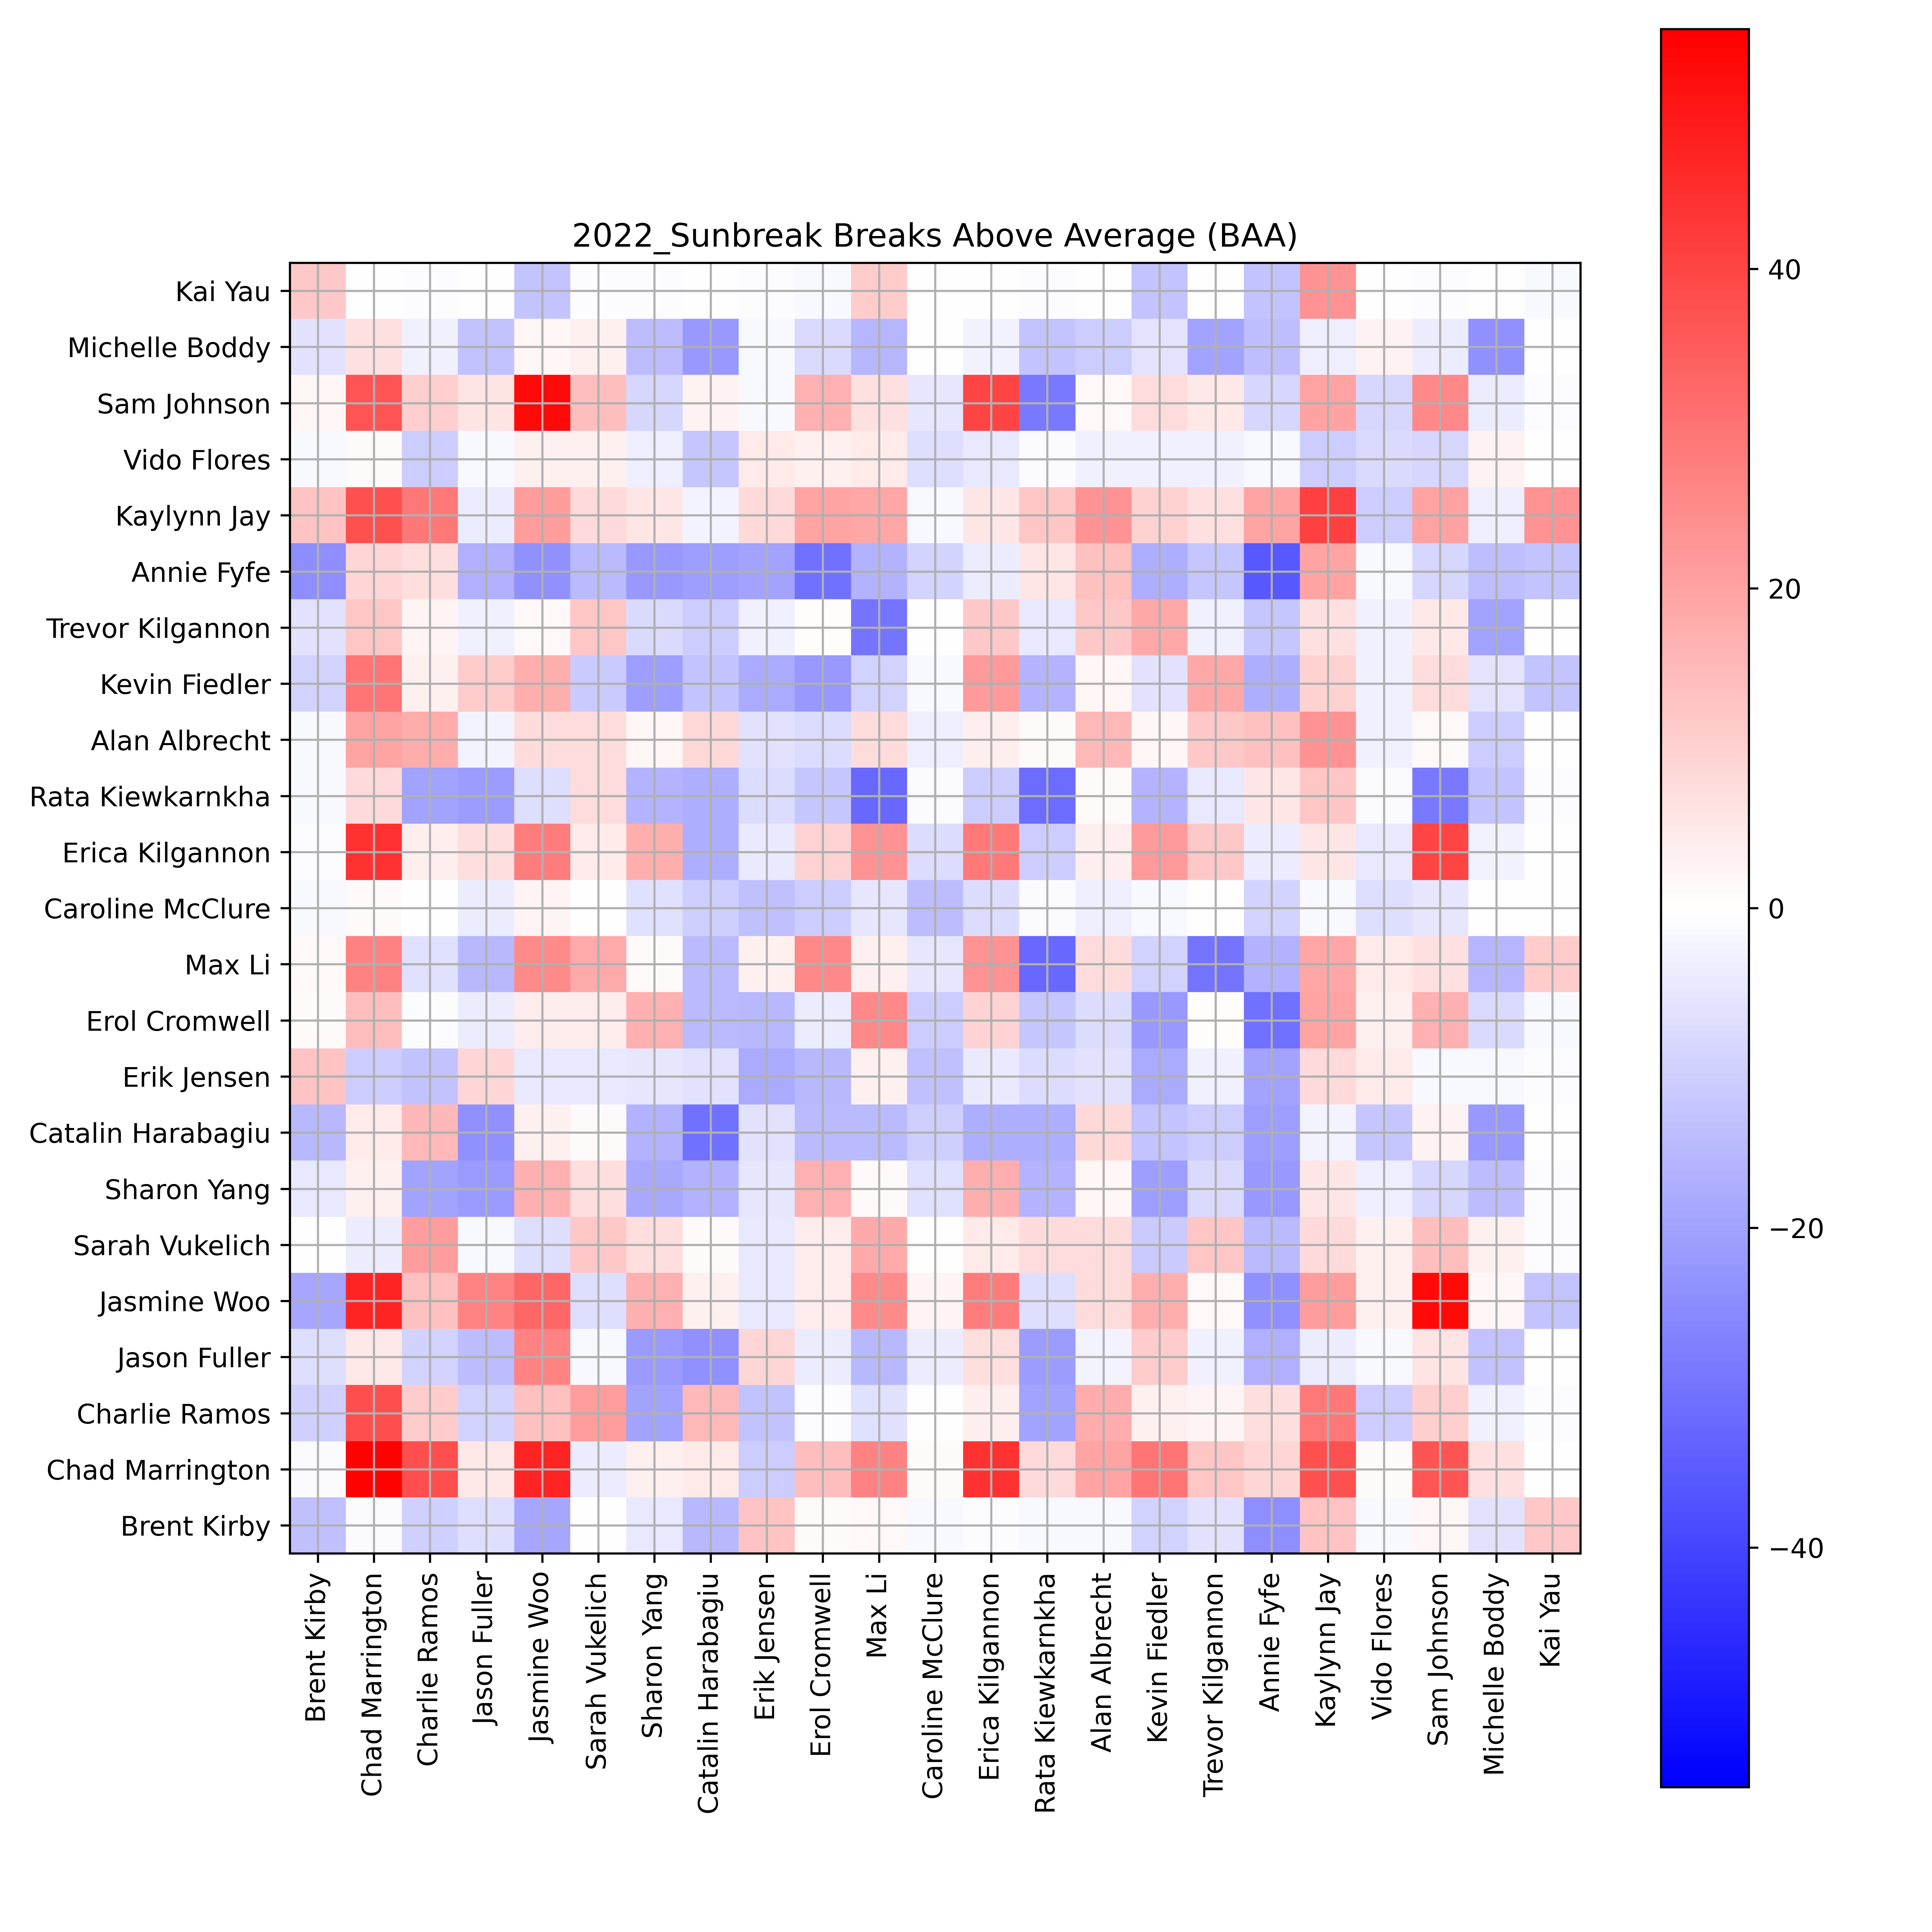 2022_Sunbreak Breaks Above Average (BAA)
Kai Yau
Michelle Boddy
Sam Johnson
Vido Flores
Kaylynn Jay
Annie Fyfe
Trevor Kilgannon
Kevin Fiedler
Alan Albrecht
Rata Kiewkarnkha
Erica Kilgannon
Caroline McClure
Max Li
Erol Cromwell
Erik Jensen
Catalin Harabagiu
Sharon Yang
Sarah Vukelich
Jasmine Woo
Jason Fuller
Charlie Ramos
Chad Marrington
Brent Kirby
Brent Kirby
Chad Marrington
Charlie Ramos
Jason Fuller
Jasmine Woo
Sarah Vukelich
Sharon Yang
Catalin Harabagiu
Erik Jensen
Erol Cromwell
Max Li
Caroline McClure
Erica Kilgannon
Rata Kiewkarnkha
Alan Albrecht
Kevin Fiedler
Trevor Kilgannon
Annie Fyfe
Kaylynn Jay
Vido Flores
Sam Johnson
Michelle Boddy
Kai Yau
40
20
0
−20
−40